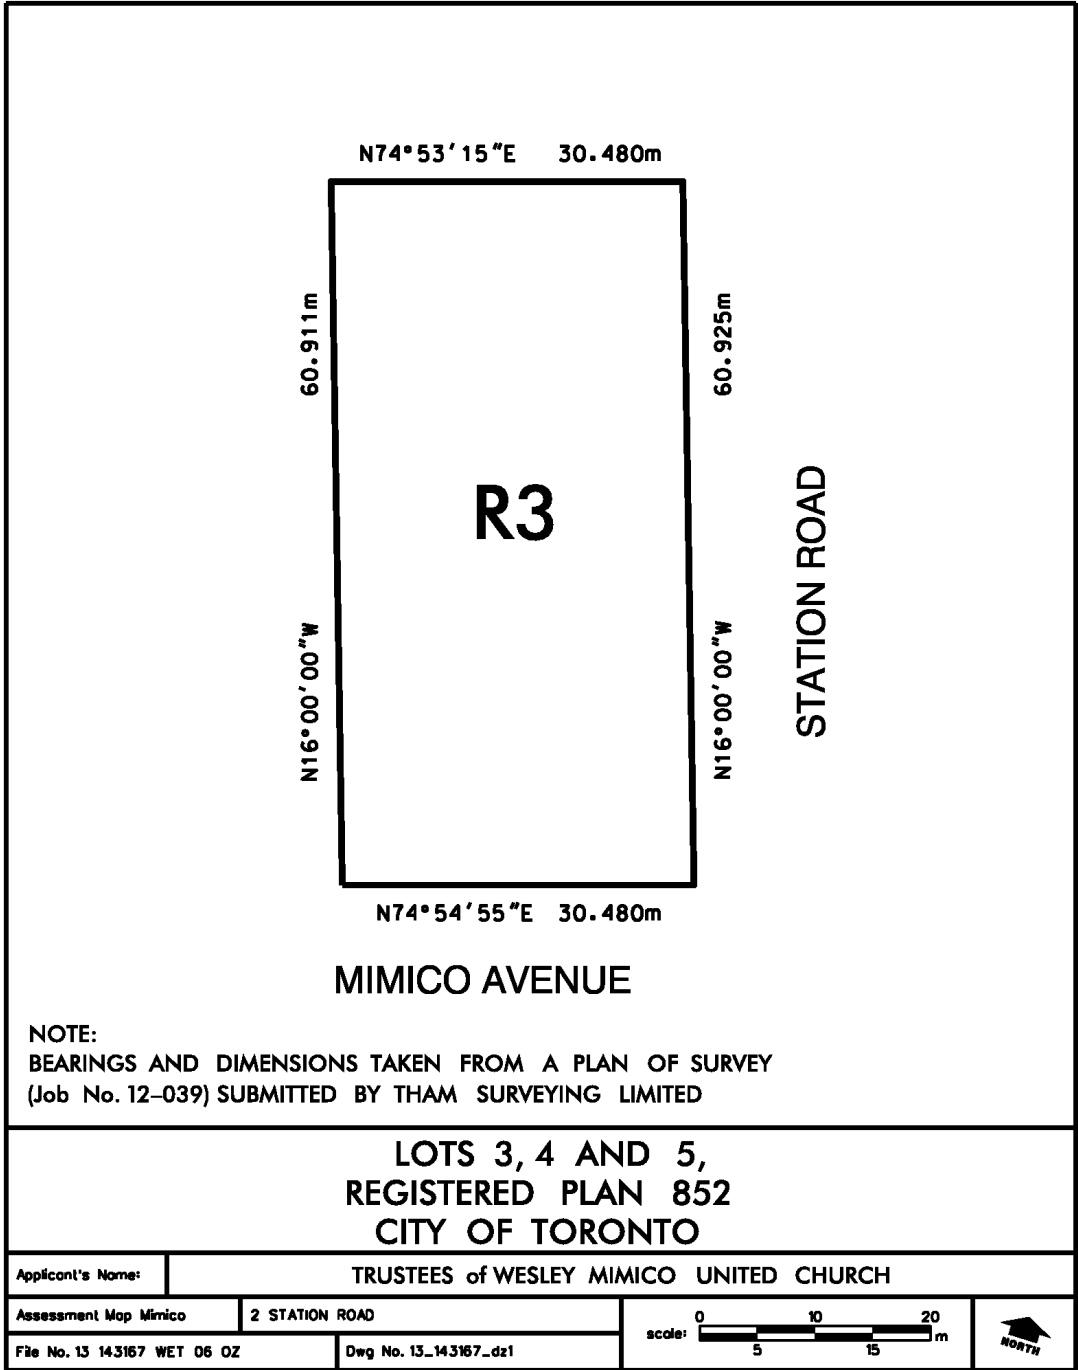 N74°53'15"E 30.480m
60.911m
60.925m
R3
STATION ROAD
N16°00'00"W
N16°00'00"W
N74°54'55"E 30.480m
MIMICO AVENUE
NOTE:
BEARINGS AND DIMENSIONS TAKEN FROM A PLAN OF SURVEY
(Job No. 12-039) SUBMITTED BY THAM SURVEYING LIMITED
LOTS 3, 4 AND 5,
REGISTERED PLAN 852
CITY OF TORONTO
Applicant's Name: TRUSTEES of WESLEY MIMICO UNITED CHURCH
Assessment Map Mimico 2 STATION ROAD
File No. 13 143167 WET 06 OZ Dwg No. 13_143167_dz1
scale: 0 10 20 m
5 15
NORTH